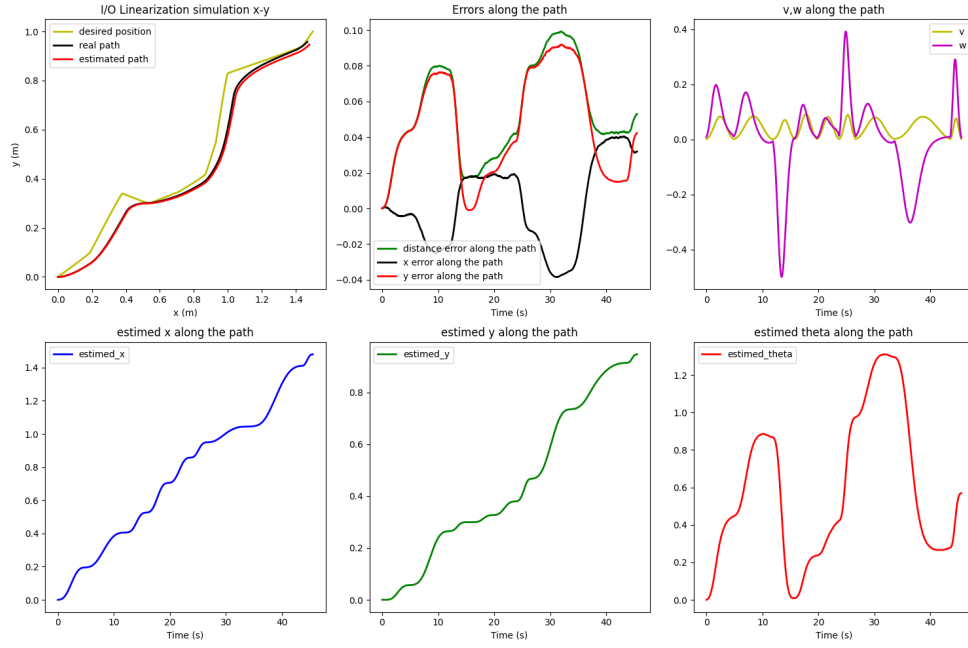 I/O Linearization simulation x-y
desired position
real path
estimated path
1.0
0.8
0.6
0.4
0.2
0.0
y (m)
0.0 0.2 0.4 0.6 0.8 1.0 1.2 1.4
x (m)
Errors along the path
0.10
0.08
0.06
0.04
0.02
0.00
−0.02
−0.04
distance error along the path
x error along the path
y error along the path
0 10 20 30 40
Time (s)
v,w along the path
v
w
0.4
0.2
0.0
−0.2
−0.4
0 10 20 30 40
Time (s)
estimed x along the path
estimed_x
1.4
1.2
1.0
0.8
0.6
0.4
0.2
0.0
0 10 20 30 40
Time (s)
estimed y along the path
estimed_y
0.8
0.6
0.4
0.2
0.0
0 10 20 30 40
Time (s)
estimed theta along the path
estimed_theta
1.2
1.0
0.8
0.6
0.4
0.2
0.0
0 10 20 30 40
Time (s)